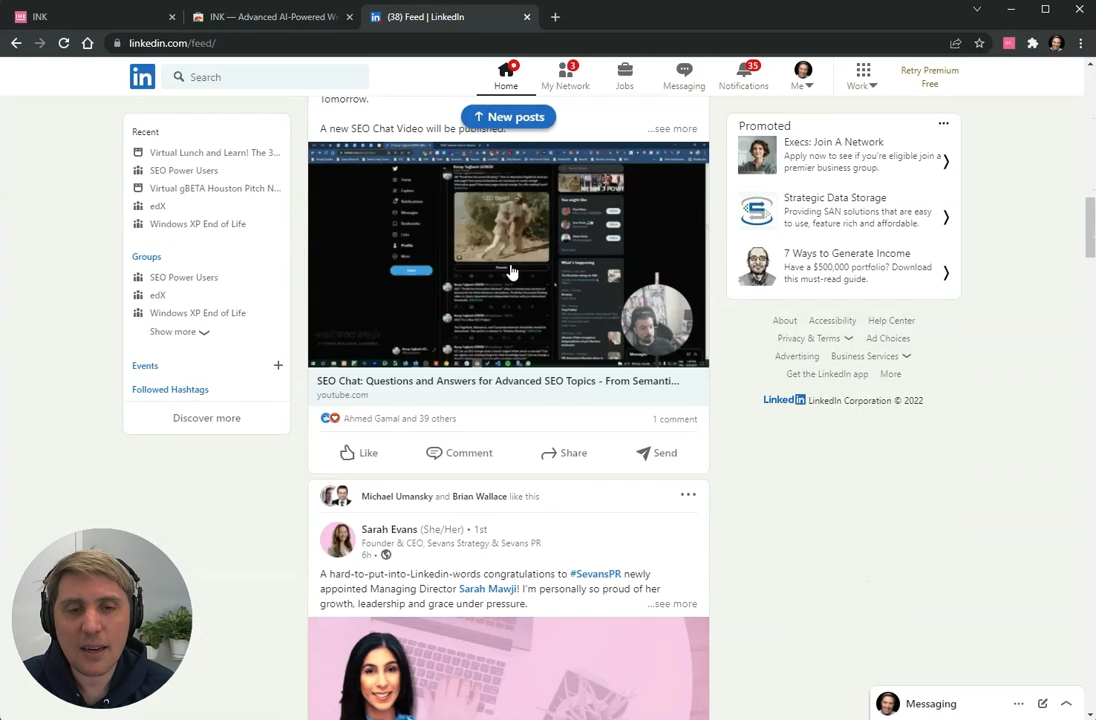 INK
INK — Advanced AI-Powered W
(38) Feed | LinkedIn
linkedin.com/feed/
in
Search
Home
3
My Network
Jobs
Messaging
35
Notifications
Me
Work
Retry Premium
Free
Recent
Virtual Lunch and Learn! The 3...
SEO Power Users
Virtual gBETA Houston Pitch N...
edX
Windows XP End of Life
Groups
SEO Power Users
edX
Windows XP End of Life
Show more
Events
Followed Hashtags
Discover more
Tomorrow.
↑ New posts
A new SEO Chat Video will be published.
...see more
SEO Chat: Questions and Answers for Advanced SEO Topics - From Semanti...
youtube.com
Ahmed Gamal and 39 others
1 comment
Like
Comment
Share
Send
Michael Umansky and Brian Wallace like this
Sarah Evans (She/Her) • 1st
Founder & CEO, Sevans Strategy & Sevans PR
6h •
A hard-to-put-into-Linkedin-words congratulations to #SevansPR newly
appointed Managing Director Sarah Mawji! I'm personally so proud of her
growth, leadership and grace under pressure.
...see more
Promoted
Execs: Join A Network
Apply now to see if you're eligible join a
premier business group.
Strategic Data Storage
Providing SAN solutions that are easy
to use, feature rich and affordable.
7 Ways to Generate Income
Have a $500,000 portfolio? Download
this must-read guide.
About
Accessibility
Help Center
Privacy & Terms
Ad Choices
Advertising
Business Services
Get the LinkedIn app
More
Linked in LinkedIn Corporation © 2022
Messaging